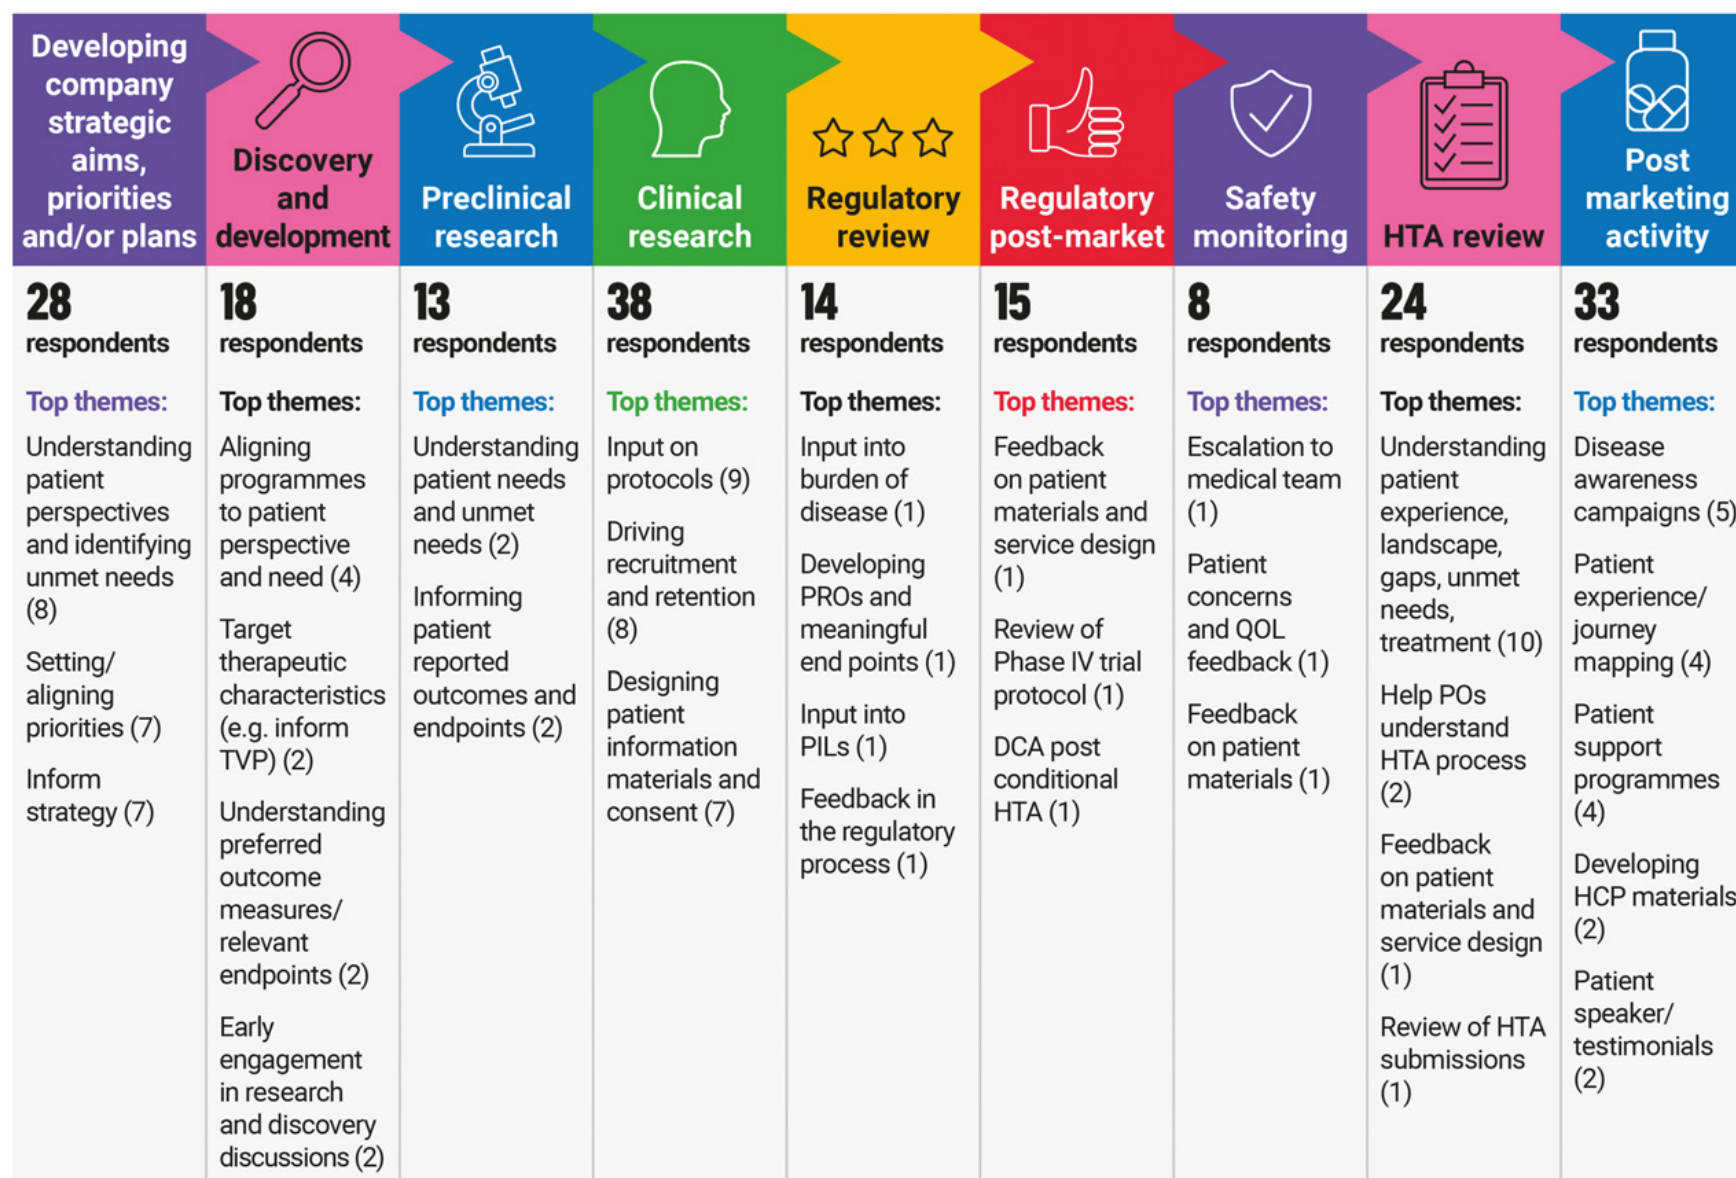 Developing
company
strategic
aims,
priorities
and/or plans
28
respondents
Top themes:
Understanding
patient
perspectives
and identifying
unmet needs
(8)
Setting/
aligning
priorities (7)
Inform
strategy (7)
Discovery
and
development
18
respondents
Top themes:
Aligning
programmes
to patient
perspective
and need (4)
Target
therapeutic
characteristics
(e.g. inform
TVP) (2)
Understanding
preferred
outcome
measures/
relevant
endpoints (2)
Early
engagement
in research
and discovery
discussions (2)
Preclinical
research
13
respondents
Top themes:
Understanding
patient needs
and unmet
needs (2)
Informing
patient
reported
outcomes and
endpoints (2)
Clinical
research
38
respondents
Top themes:
Input on
protocols (9)
Driving
recruitment
and retention
(8)
Designing
patient
information
materials and
consent (7)
Regulatory
review
14
respondents
Top themes:
Input into
burden of
disease (1)
Developing
PROs and
meaningful
end points (1)
Input into
PILs (1)
Feedback in
the regulatory
process (1)
Regulatory
post-market
15
respondents
Top themes:
Feedback
on patient
materials and
service design
(1)
Review of
Phase IV trial
protocol (1)
DCA post
conditional
HTA (1)
Safety
monitoring
8
respondents
Top themes:
Escalation to
medical team
(1)
Patient
concerns
and QOL
feedback (1)
Feedback
on patient
materials (1)
HTA review
24
respondents
Top themes:
Understanding
patient
experience,
landscape,
gaps, unmet
needs,
treatment (10)
Help POs
understand
HTA process
(2)
Feedback
on patient
materials and
service design
(1)
Review of HTA
submissions
(1)
Post
marketing
activity
33
respondents
Top themes:
Disease
awareness
campaigns (5)
Patient
experience/
journey
mapping (4)
Patient
support
programmes
(4)
Developing
HCP materials
(2)
Patient
speaker/
testimonials
(2)